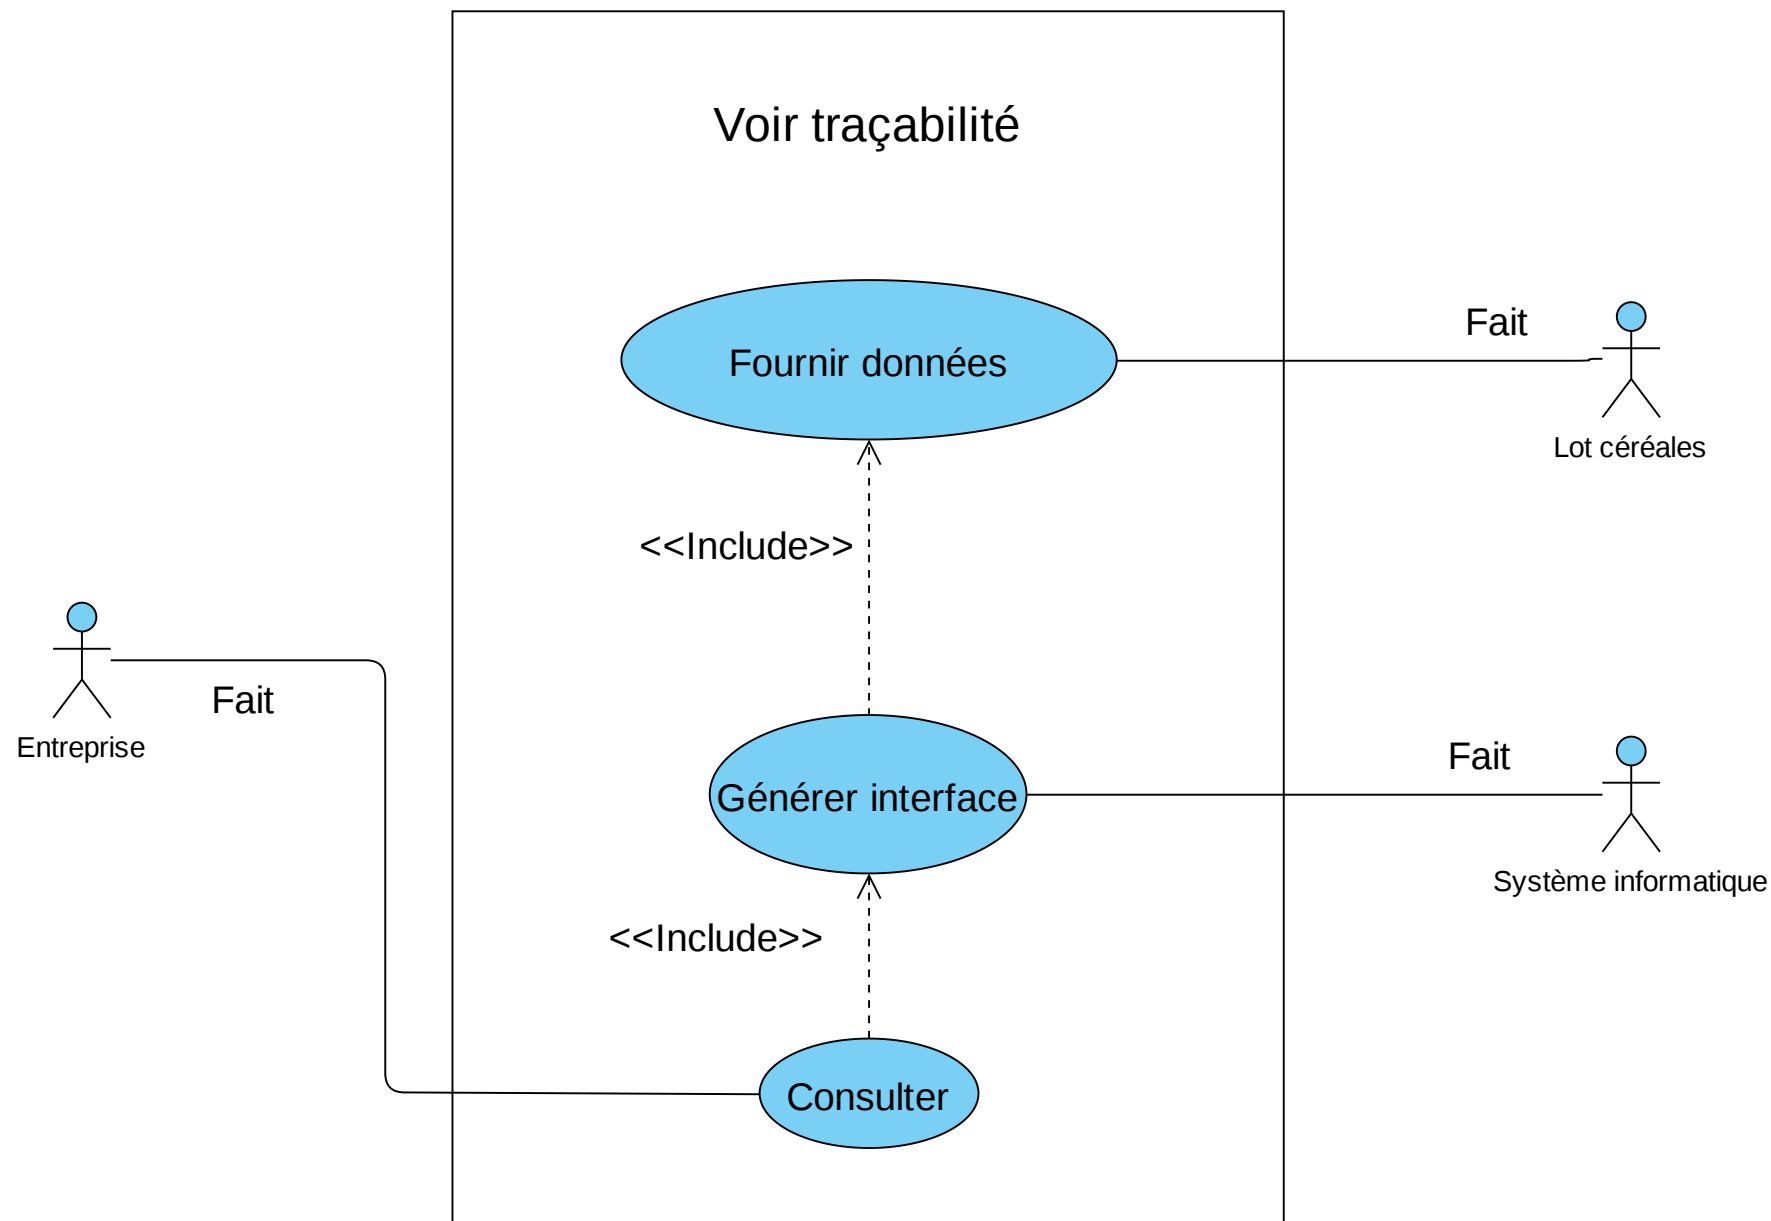 Voir traçabilité
Fournir données
Fait
Lot céréales
<<Include>>
Fait
Entreprise
Générer interface
Fait
Système informatique
<<Include>>
Consulter